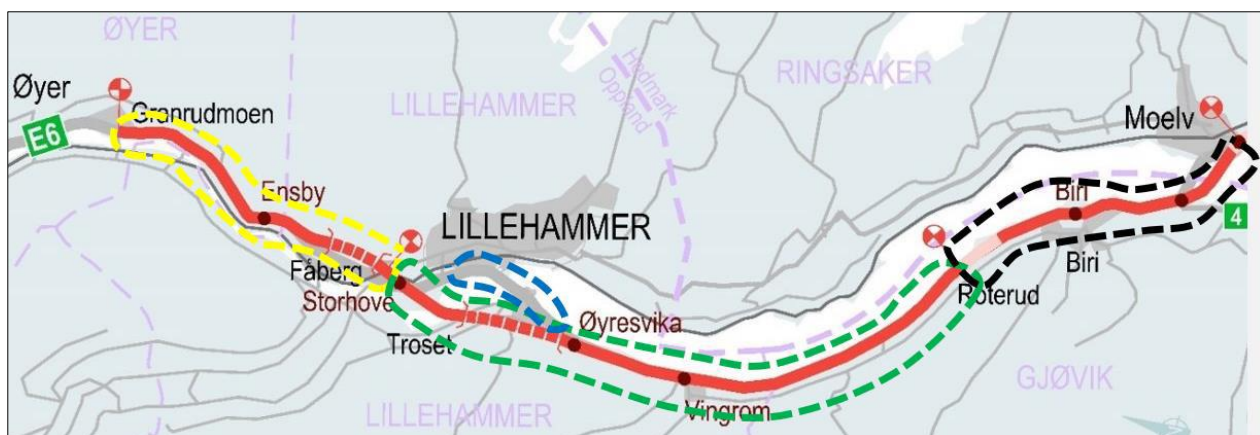 ØYER
Øyer
E6
Granrudmoen
Ensby
Fåberg
Storhove
Troset
LILLEHAMMER
LILLEHAMMER
LILLEHAMMER
Øyresvika
Vingrom
Hedmark
Oppland
RINGSAKER
Moelv
4
Biri
Biri
Roterud
GJØVIK